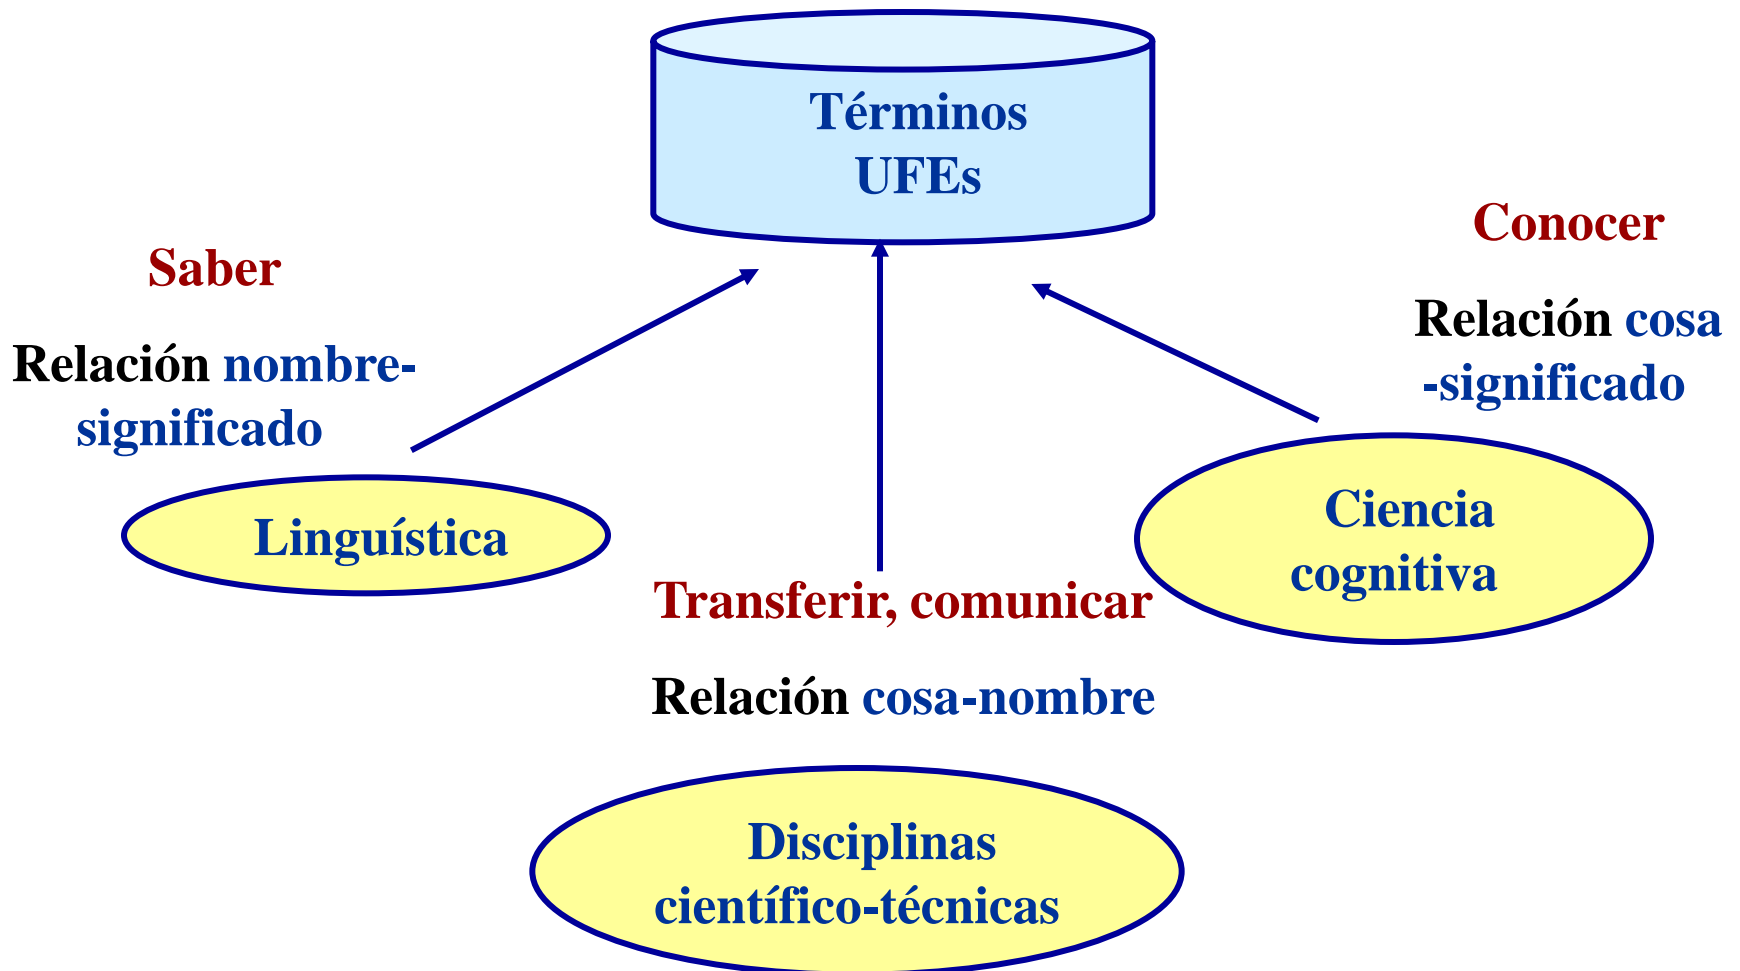 Términos
UFEs
Saber
Relación nombre-
significado
Conocer
Relación cosa
-significado
Linguística
Ciencia
cognitiva
Transferir, comunicar
Relación cosa-nombre
Disciplinas
científico-técnicas